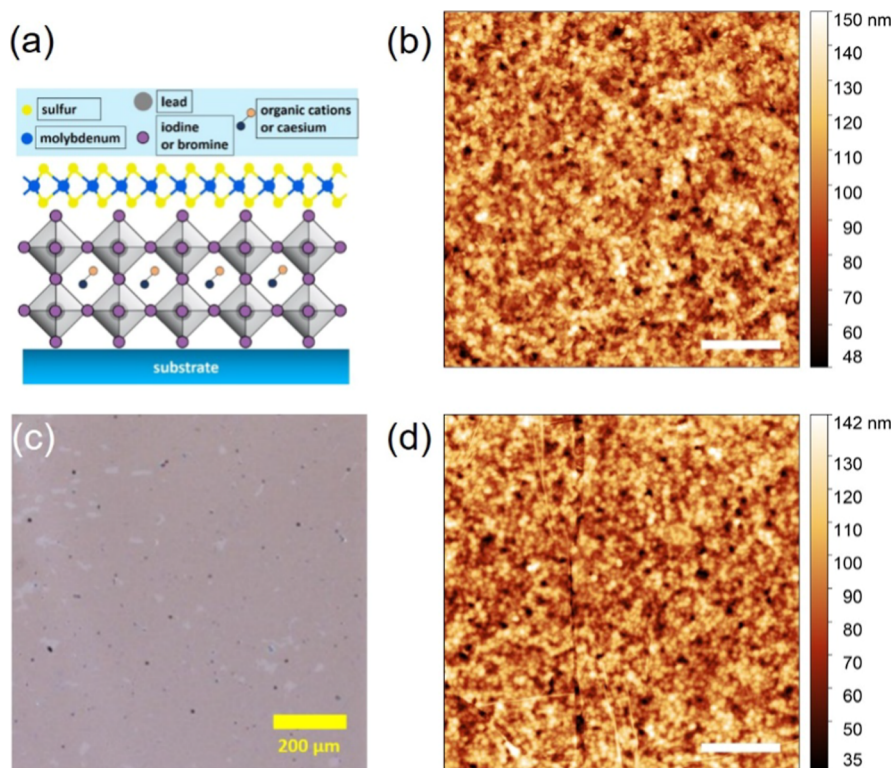 (a)
sulfur
lead
organic cations
or caesium
molybdenum
iodine
or bromine
substrate
(b)
150 nm
140
130
120
110
100
90
80
70
60
48
(c)
200 µm
(d)
142 nm
130
120
110
100
90
80
70
60
50
35